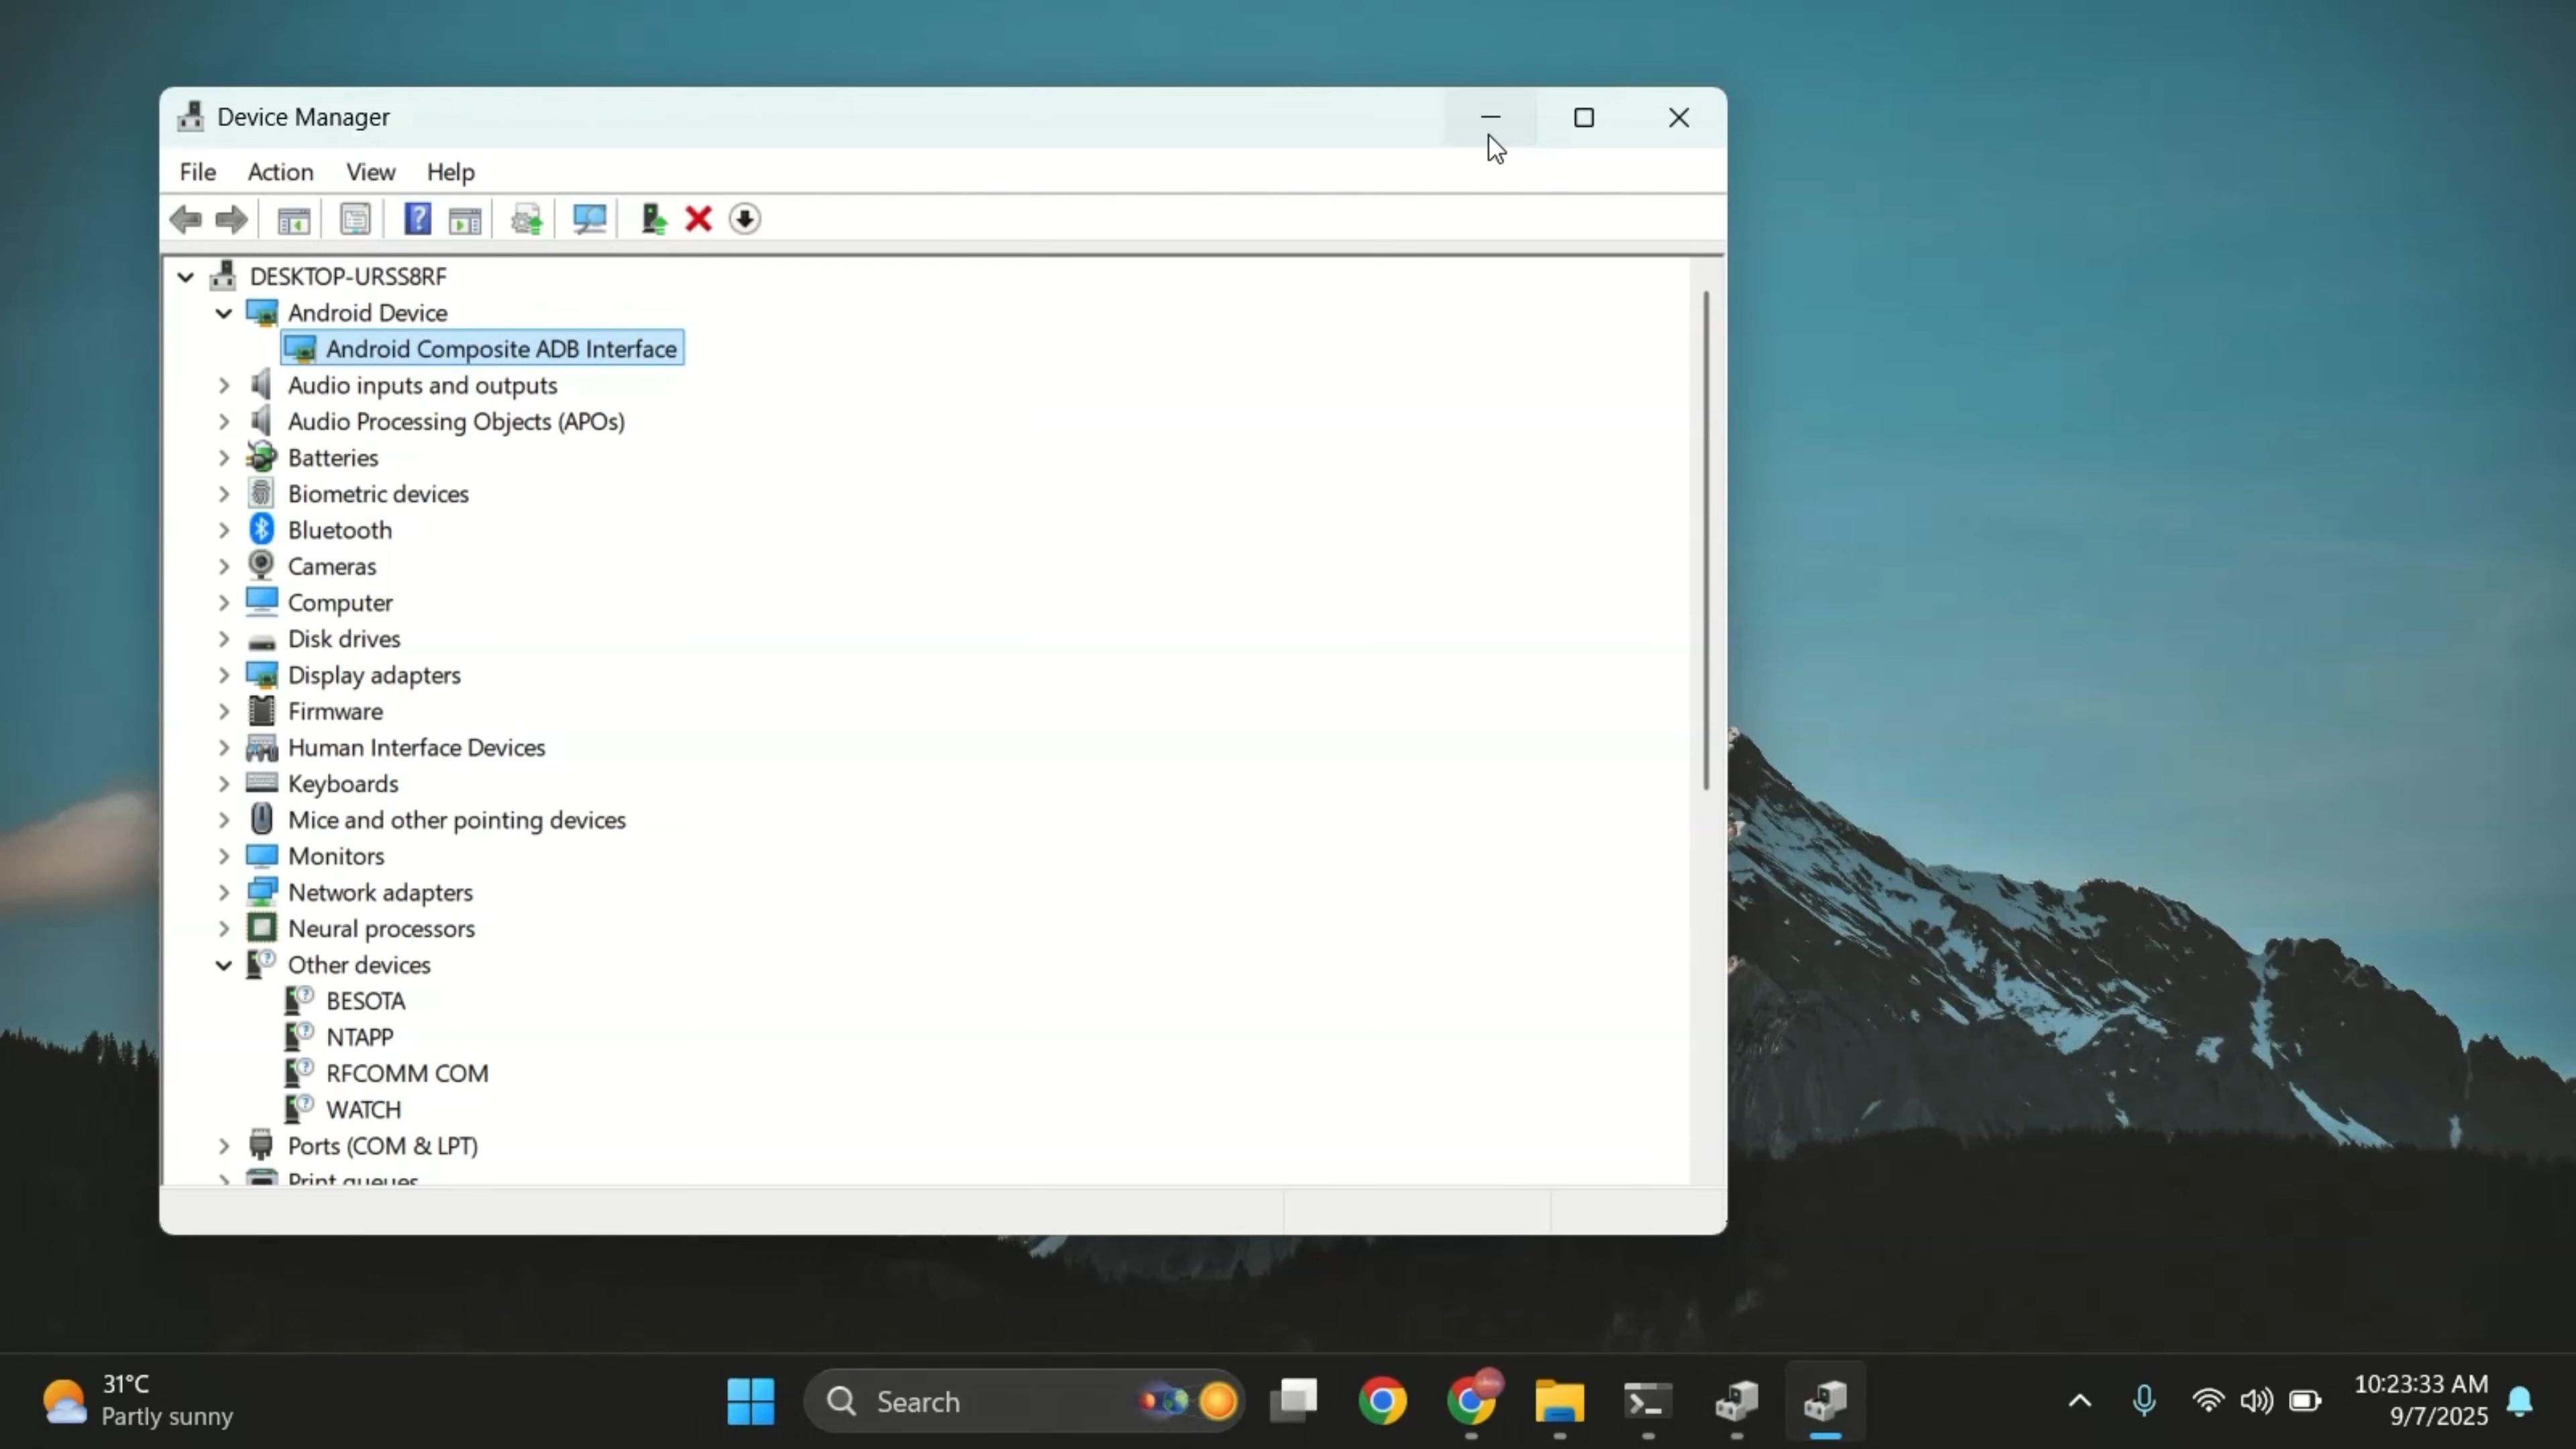 Device Manager
File Action View Help
DESKTOP-URSS8RF
Android Device
Android Composite ADB Interface
Audio inputs and outputs
Audio Processing Objects (APOs)
Batteries
Biometric devices
Bluetooth
Cameras
Computer
Disk drives
Display adapters
Firmware
Human Interface Devices
Keyboards
Mice and other pointing devices
Monitors
Network adapters
Neural processors
Other devices
BESOTA
NTAPP
RFCOMM COM
WATCH
Ports (COM & LPT)
Print queues
31°C
Partly sunny
Search
10:23:33 AM
9/7/2025